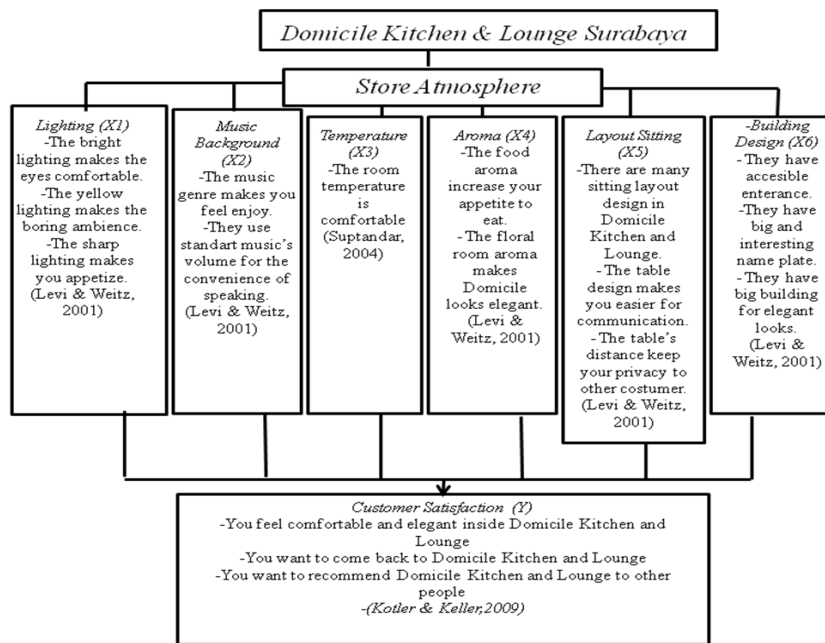 Domicile Kitchen & Lounge Surabaya
Store Atmosphere
Lighting (X1)
-The bright
lighting makes the
eyes comfortable.
-The yellow
lighting makes the
boring ambience.
-The sharp
lighting makes
you appetize.
(Levi & Weitz,
2001)
Music
Background
(X2)
-The music
genre makes you
feel enjoy.
-They use
standart music's
volume for the
convenience of
speaking.
(Levi & Weitz,
2001)
Temperature
(X3)
-The room
temperature
is
comfortable
(Suptandar,
2004)
Aroma (X4)
-The food
aroma
increase your
appetite to
eat.
-The floral
room aroma
makes
Domicile
looks elegant.
(Levi &
Weitz, 2001)
Layout Sitting
(X5)
-There are many
sitting layout
design in
Domicile
Kitchen and
Lounge.
-The table
design makes
you easier for
communication.
-The table's
distance keep
your privacy to
other costumer.
(Levi & Weitz,
2001)
-Building
Design (X6)
-They have
accesible
enterance.
-They have
big and
interesting
name plate.
-They have
big building
for elegant
looks.
(Levi &
Weitz, 2001)
Customer Satisfaction (Y)
-You feel comfortable and elegant inside Domicile Kitchen and
Lounge
-You want to come back to Domicile Kitchen and Lounge
-You want to recommend Domicile Kitchen and Lounge to other
people
-(Kotler & Keller,2009)